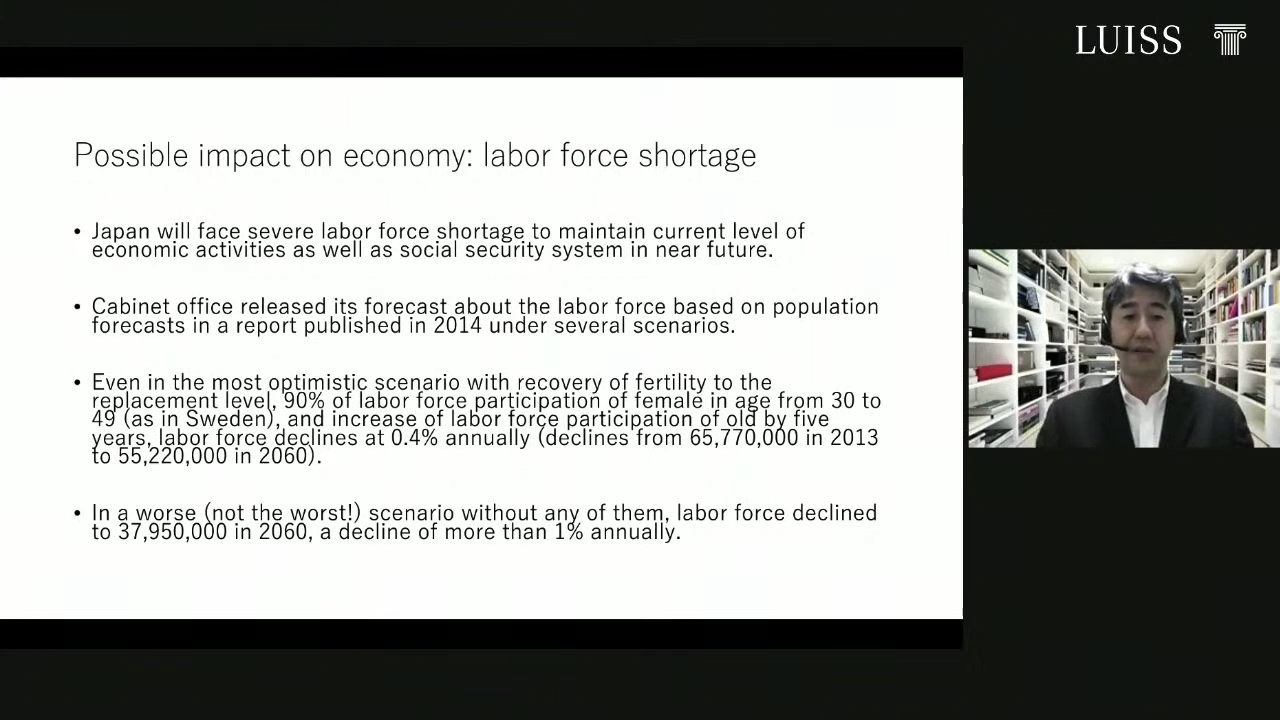 LUISS
Possible impact on economy: labor force shortage
• Japan will face severe labor force shortage to maintain current level of
economic activities as well as social security system in near future.
• Cabinet office released its forecast about the labor force based on population
forecasts in a report published in 2014 under several scenarios.
• Even in the most optimistic scenario with recovery of fertility to the
replacement level, 90% of labor force participation of female in age from 30 to
49 (as in Sweden), and increase of labor force participation of old by five
years, labor force declines at 0.4% annually (declines from 65,770,000 in 2013
to 55,220,000 in 2060).
• In a worse (not the worst!) scenario without any of them, labor force declined
to 37,950,000 in 2060, a decline of more than 1% annually.